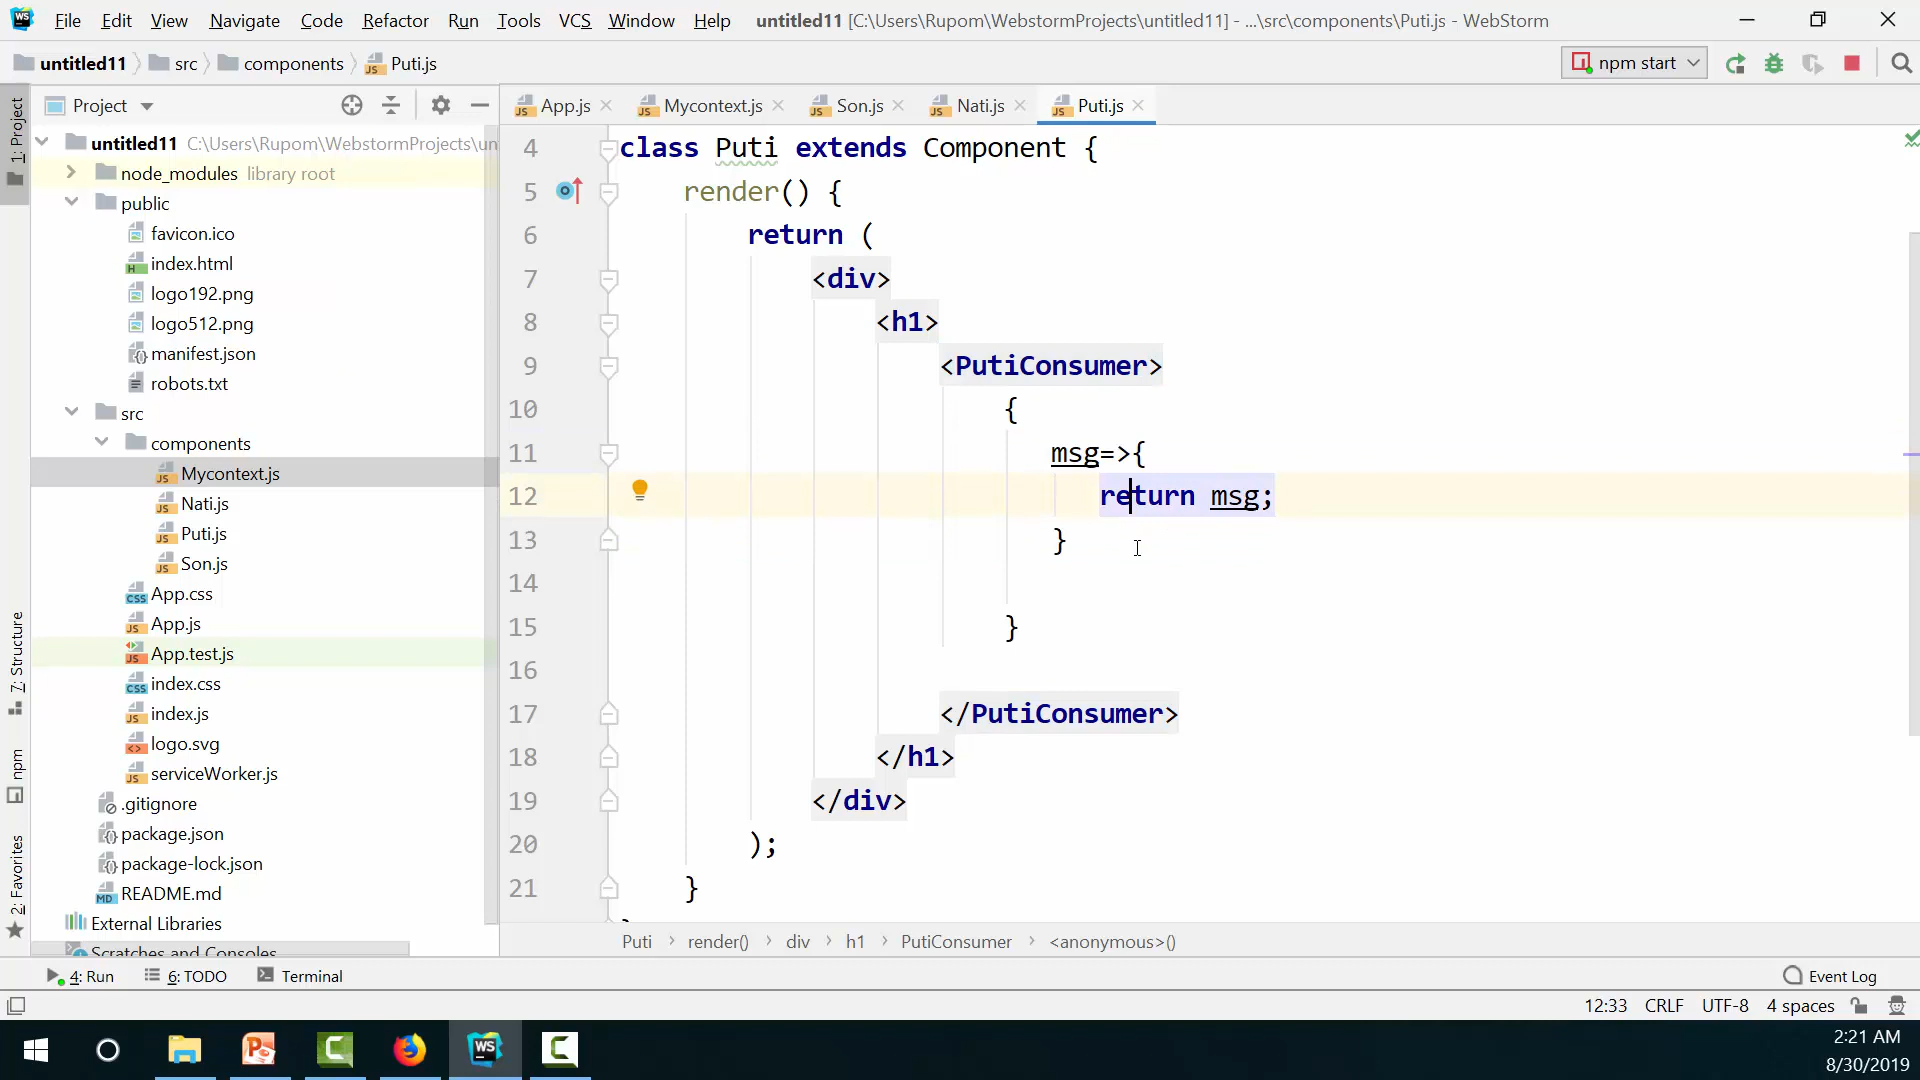 WS File Edit View Navigate Code Refactor Run Tools VCS Window Help untitled11 [C:\Users\Rupom\WebstormProjects\untitled11] - ...\src\components\Puti.js - WebStorm
untitled11 src components Puti.js npm start
Project
App.js Mycontext.js Son.js Nati.js Puti.js
1: Project
7: Structure
npm
2: Favorites
untitled11 C:\Users\Rupom\WebstormProjects\un
node_modules library root
public
favicon.ico
index.html
logo192.png
logo512.png
manifest.json
robots.txt
src
components
Mycontext.js
Nati.js
Puti.js
Son.js
App.css
App.js
App.test.js
index.css
index.js
logo.svg
serviceWorker.js
.gitignore
package.json
package-lock.json
README.md
External Libraries
Scratches and Consoles
4 class Puti extends Component {
5 render() {
6 return (
7 <div>
8 <h1>
9 <PutiConsumer>
10 {
11 msg=>{
12 return msg;
13 }
14
15 }
16
17 </PutiConsumer>
18 </h1>
19 </div>
20 );
21 }
Puti render() div h1 PutiConsumer <anonymous>()
4: Run 6: TODO Terminal Event Log
12:33 CRLF UTF-8 4 spaces
2:21 AM
8/30/2019